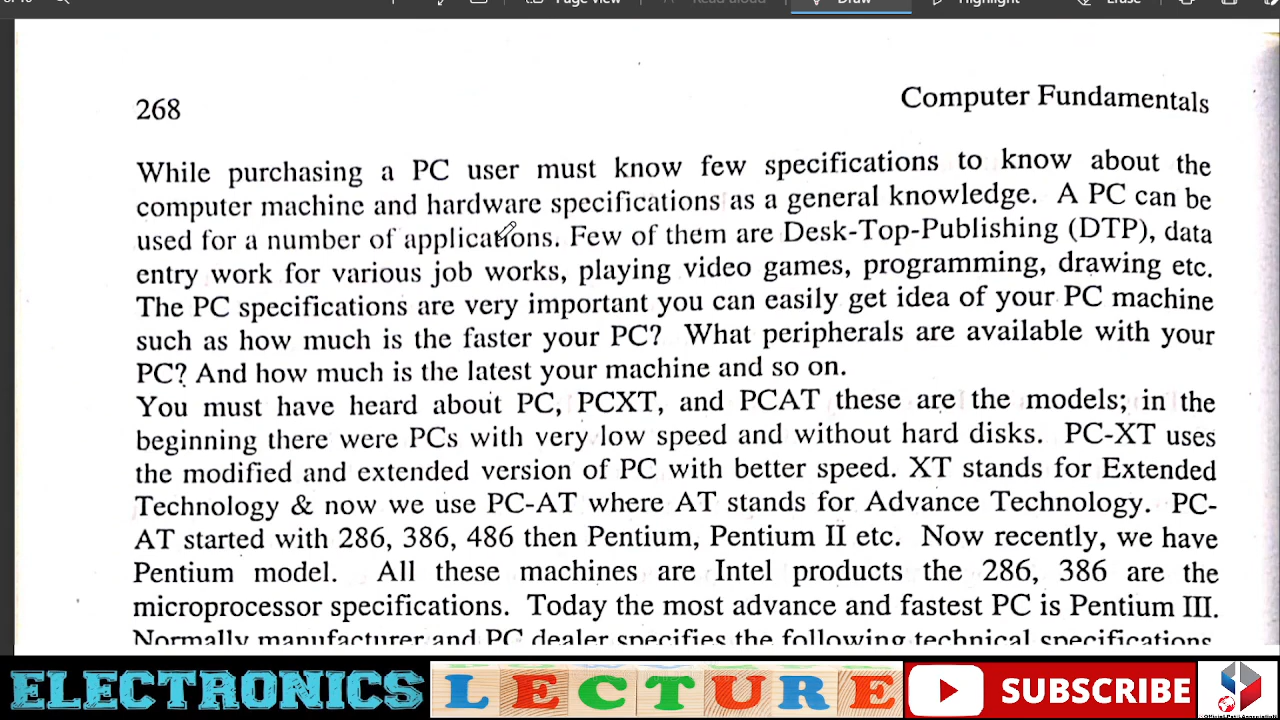 Page view
Read aloud
Draw
Highlight
Erase
268
Computer Fundamentals
While purchasing a PC user must know few specifications to know about the
computer machine and hardware specifications as a general knowledge. A PC can be
used for a number of applications. Few of them are Desk-Top-Publishing (DTP), data
entry work for various job works, playing video games, programming, drawing etc.
The PC specifications are very important you can easily get idea of your PC machine
such as how much is the faster your PC? What peripherals are available with your
PC? And how much is the latest your machine and so on.
You must have heard about PC, PCXT, and PCAT these are the models; in the
beginning there were PCs with very low speed and without hard disks. PC-XT uses
the modified and extended version of PC with better speed. XT stands for Extended
Technology & now we use PC-AT where AT stands for Advance Technology. PC-
AT started with 286, 386, 486 then Pentium, Pentium II etc. Now recently, we have
Pentium model. All these machines are Intel products the 286, 386 are the
microprocessor specifications. Today the most advance and fastest PC is Pentium III.
Normally manufacturer and PC dealer specifies the following technical specifications
ELECTRONICS LECTURE SUBSCRIBE